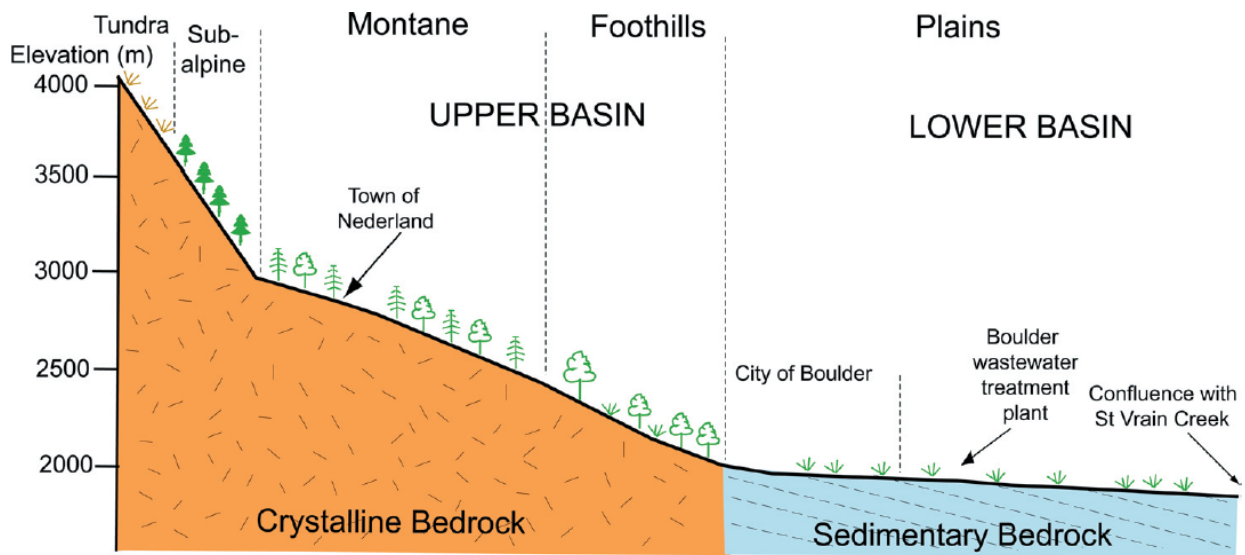 Tundra
Sub-
alpine
Montane
Foothills
Plains
Elevation (m)
4000
3500
3000
2500
2000
UPPER BASIN
LOWER BASIN
Town of
Nederland
City of Boulder
Boulder
wastewater
treatment
plant
Confluence with
St Vrain Creek
Crystalline Bedrock
Sedimentary Bedrock